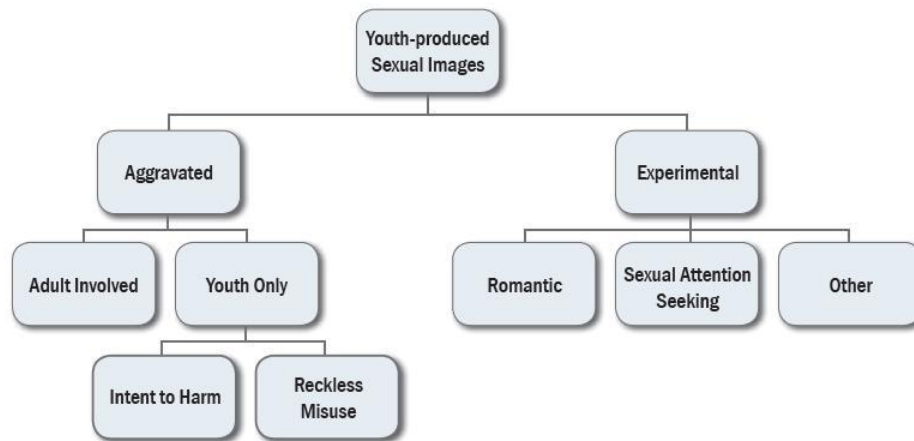 Youth-produced
Sexual Images
Aggravated
Experimental
Adult Involved
Youth Only
Romantic
Sexual Attention
Seeking
Other
Intent to Harm
Reckless
Misuse